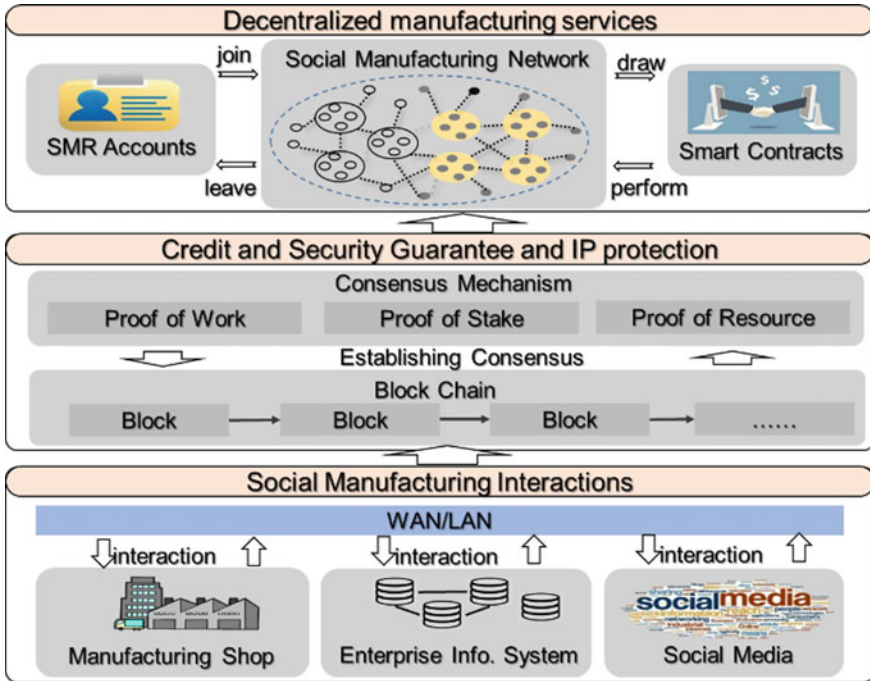 Decentralized manufacturing services
join
Social Manufacturing Network
draw
SMR Accounts
Smart Contracts
leave
perform
Credit and Security Guarantee and IP protection
Consensus Mechanism
Proof of Work
Proof of Stake
Proof of Resource
Establishing Consensus
Block Chain
Block
Block
Block
......
Social Manufacturing Interactions
WAN/LAN
interaction
interaction
interaction
socialmedia
networking
Manufacturing Shop
Enterprise Info. System
Social Media